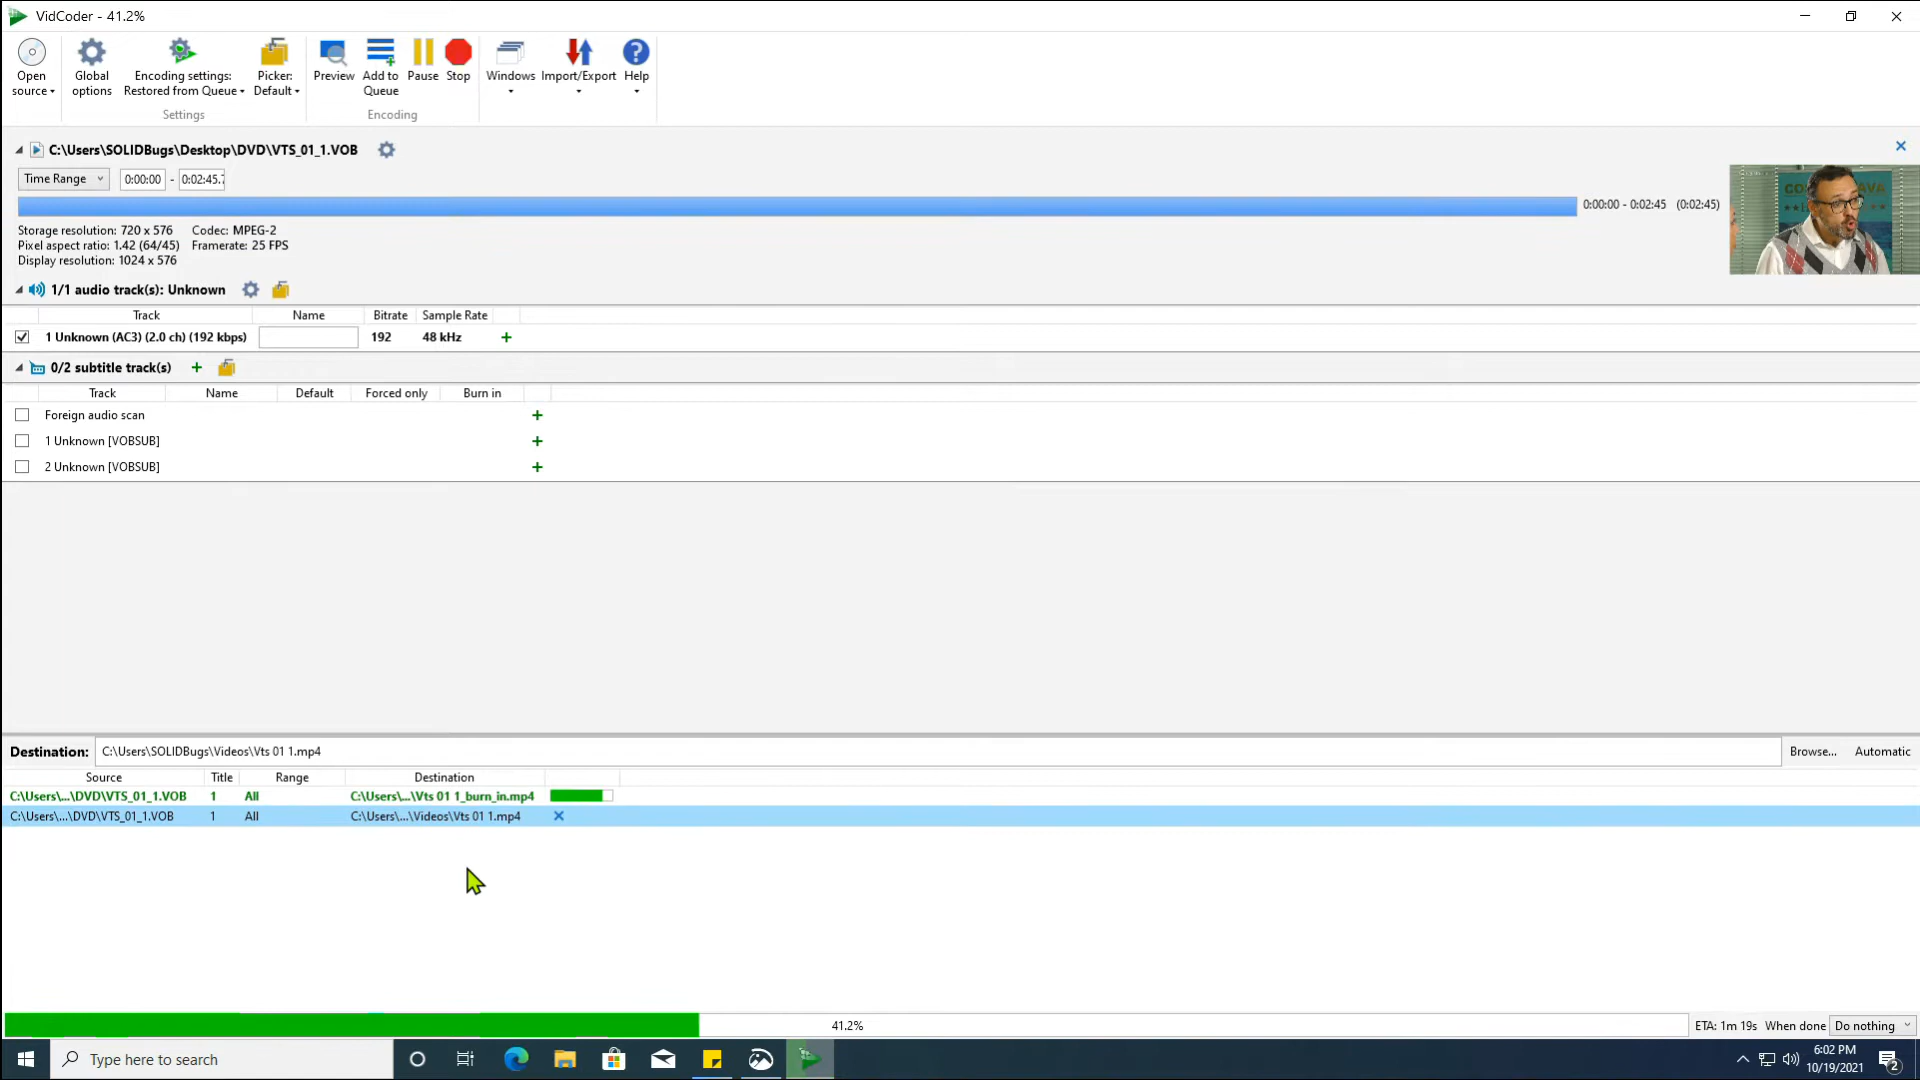 VidCoder - 41.2%
Open source
Global options
Encoding settings: Restored from Queue
Picker: Default
Preview
Add to Queue
Pause
Stop
Windows
Import/Export
Help
Settings
Encoding
C:\Users\SOLIDBugs\Desktop\DVD\VTS_01_1.VOB
Time Range 0:00:00 - 0:02:45.7
0:00:00 - 0:02:45 (0:02:45)
Storage resolution: 720 x 576 Codec: MPEG-2
Pixel aspect ratio: 1.42 (64/45) Framerate: 25 FPS
Display resolution: 1024 x 576
1/1 audio track(s): Unknown
Track Name Bitrate Sample Rate
1 Unknown (AC3) (2.0 ch) (192 kbps) 192 48 kHz
0/2 subtitle track(s)
Track Name Default Forced only Burn in
Foreign audio scan
1 Unknown [VOBSUB]
2 Unknown [VOBSUB]
Destination: C:\Users\SOLIDBugs\Videos\Vts 01 1.mp4 Browse... Automatic
Source Title Range Destination
C:\Users\...\DVD\VTS_01_1.VOB 1 All C:\Users\...\Vts 01 1_burn_in.mp4
C:\Users\...\DVD\VTS_01_1.VOB 1 All C:\Users\...\Videos\Vts 01 1.mp4
41.2% ETA: 1m 19s When done Do nothing
Type here to search
6:02 PM
10/19/2021
2